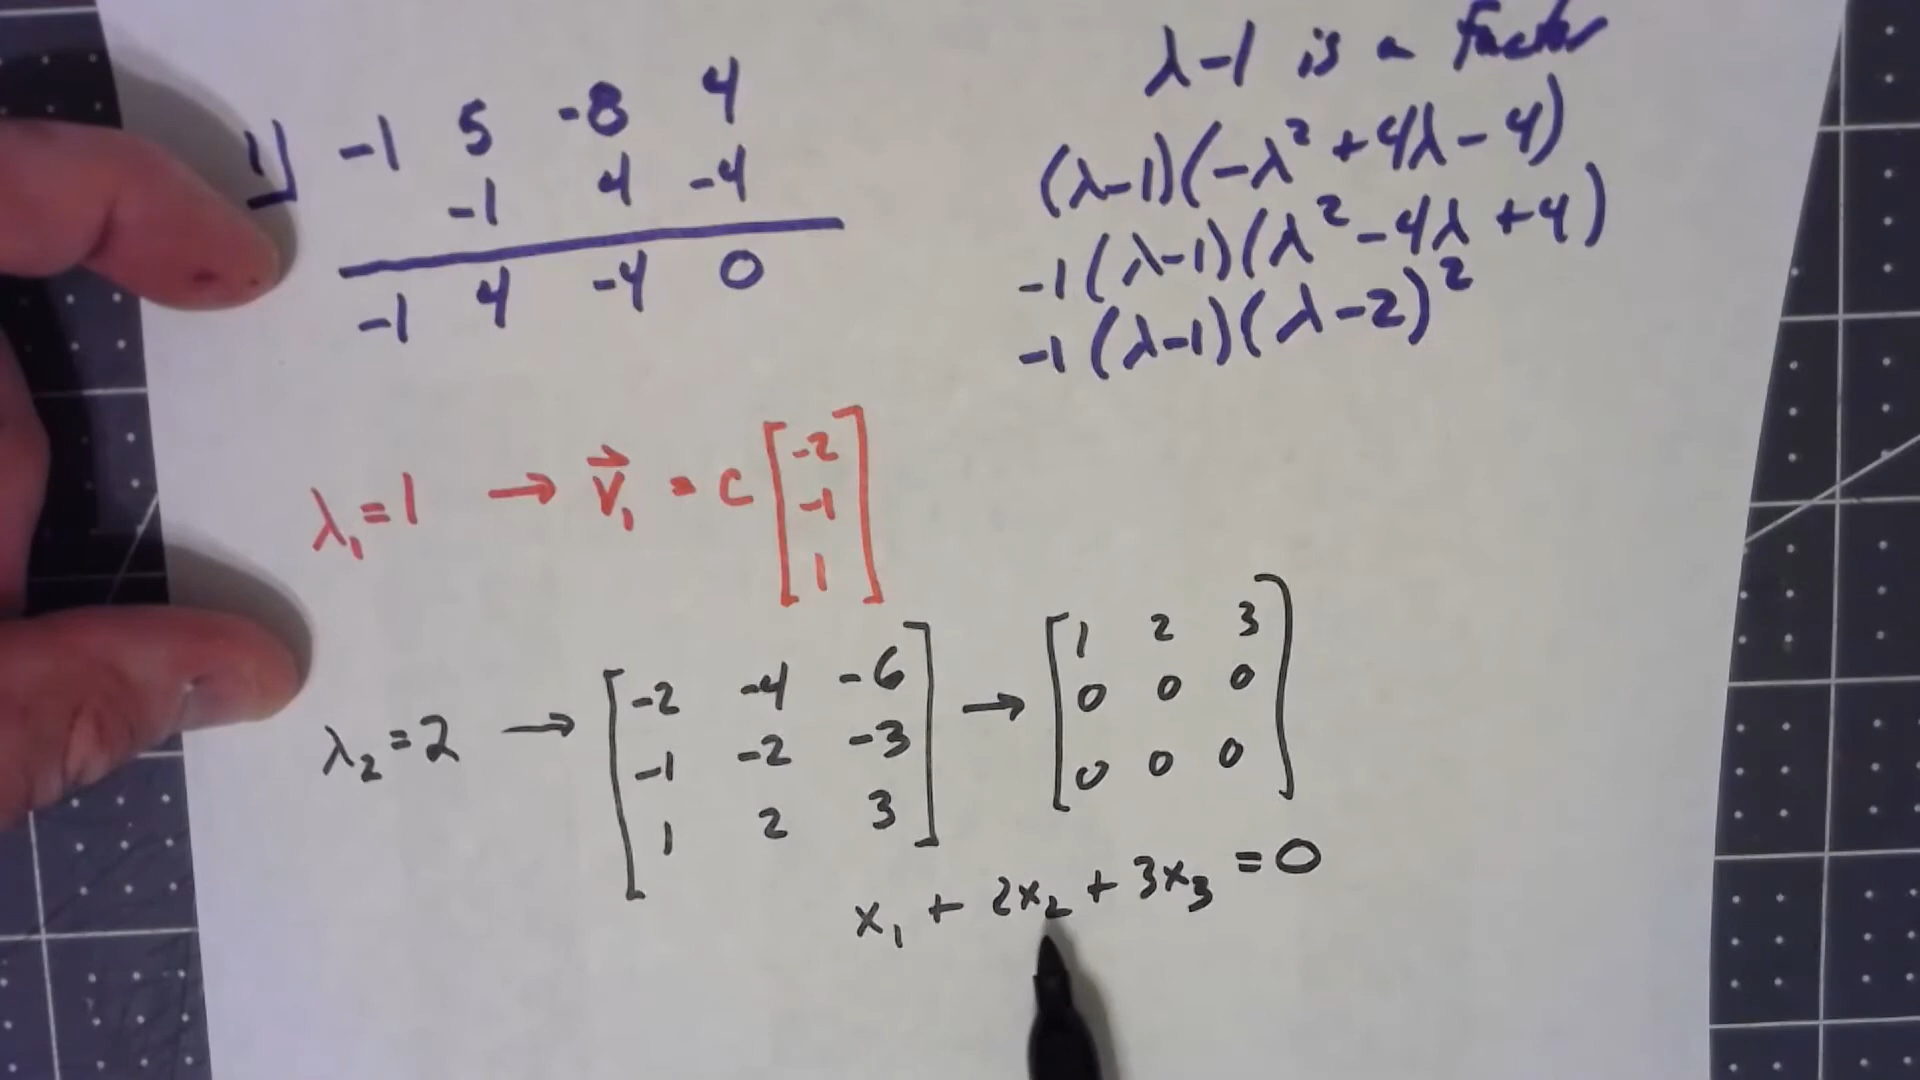 1] -1 5 -8 4
-1 4 -4
-1 4 -4 0
λ-1 is a factor
(λ-1)(-λ²+4λ-4)
-1(λ-1)(λ²-4λ+4)
-1(λ-1)(λ-2)²
λ₁=1 → v⃗₁ = c [-2
-1
1]
λ₂=2 → [-2 -4 -6
-1 -2 -3
1 2 3] → [1 2 3
0 0 0
0 0 0]
x₁ + 2x₂ + 3x₃ = 0